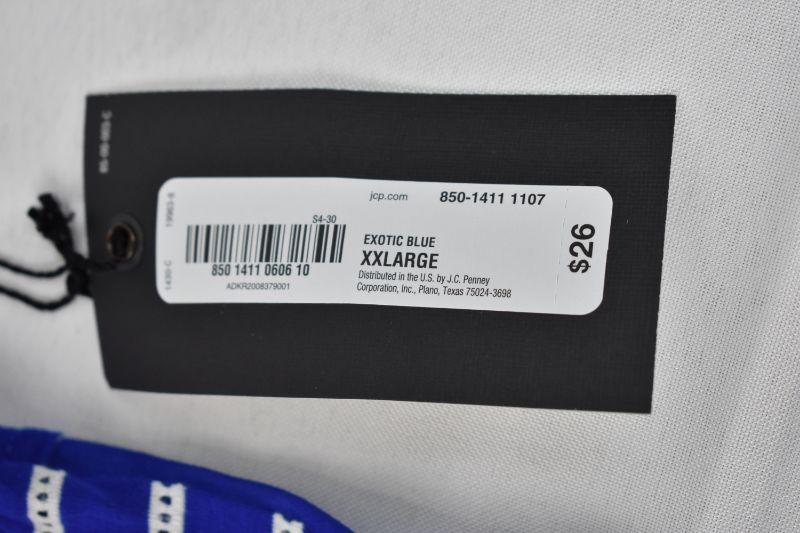 jcp.com
850-1411 1107
S4-30
850 1411 0606 10
ADKR2008379001
EXOTIC BLUE
XXLARGE
Distributed in the U.S. by J.C. Penney
Corporation, Inc., Plano, Texas 75024-3698
$26
1430-C